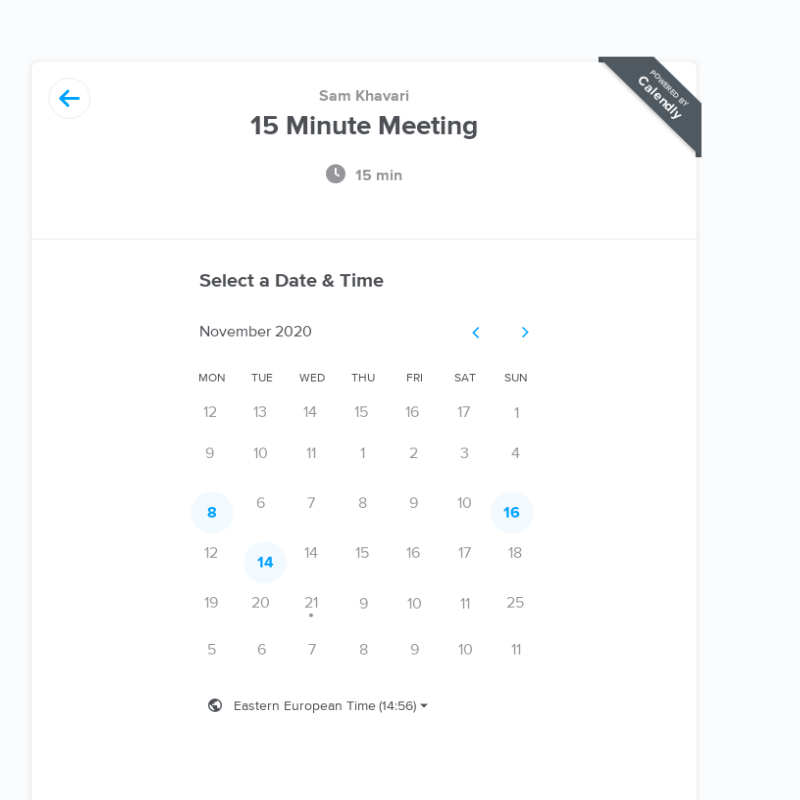 POWERED BY
Calendly
Sam Khavari
15 Minute Meeting
15 min
Select a Date & Time
November 2020
MON TUE WED THU FRI SAT SUN
12 13 14 15 16 17 1
9 10 11 1 2 3 4
8 6 7 8 9 10 16
12 14 14 15 16 17 18
19 20 21 9 10 11 25
5 6 7 8 9 10 11
Eastern European Time (14:56)